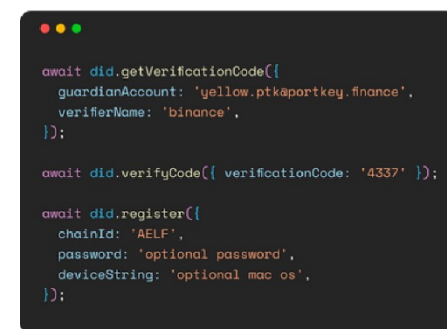 await did.getVerificationCode({
guardianAccount: 'yellow.ptk@portkey.finance',
verifierName: 'binance',
});
await did.verifyCode({ verificationCode: '4337' });
await did.register({
chainId: 'AELF',
password: 'optional password',
deviceString: 'optional mac os',
});